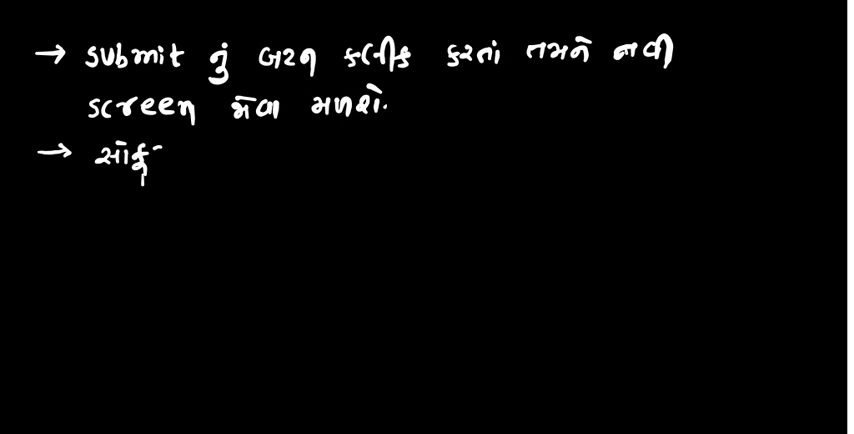 → submit નું બટન ક્લીક કરતાં તમને નવી
screen જોવા મળશે.
→ સોફ્